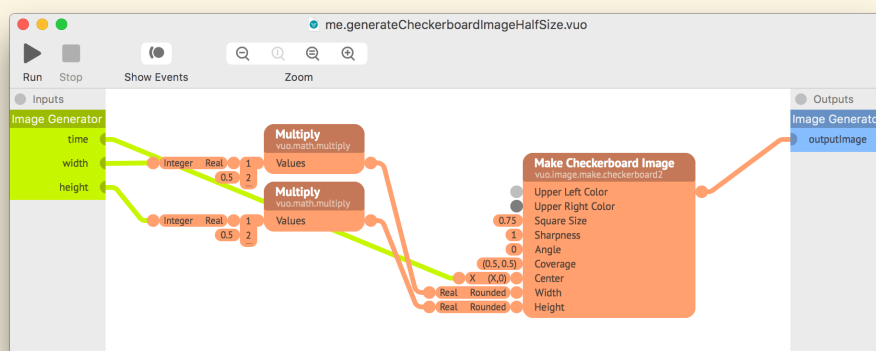 me.generateCheckerboardImageHalfSize.vuo
Run
Stop
Show Events
Zoom
Inputs
Image Generator
time
width
height
Integer Real 1
0.5 2
Multiply
vuo.math.multiply
Values
Integer Real 1
0.5 2
Multiply
vuo.math.multiply
Values
Make Checkerboard Image
vuo.image.make.checkerboard2
Upper Left Color
Upper Right Color
0.75 Square Size
1 Sharpness
0 Angle
(0.5, 0.5) Coverage
X (X,0) Center
Real Rounded Width
Real Rounded Height
Outputs
Image Generato
outputImage